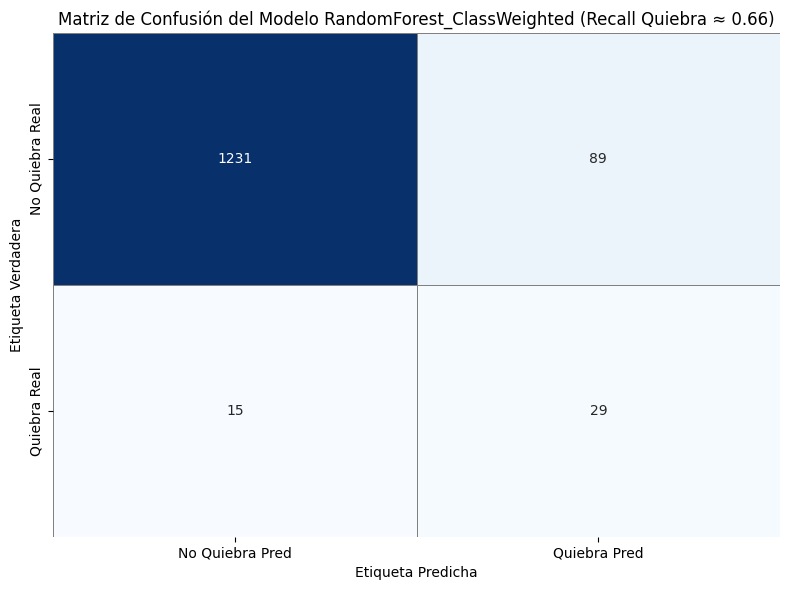 Matriz de Confusión del Modelo RandomForest_ClassWeighted (Recall Quiebra ≈ 0.66)
Etiqueta Verdadera
No Quiebra Real
1231
89
Quiebra Real
15
29
No Quiebra Pred
Quiebra Pred
Etiqueta Predicha